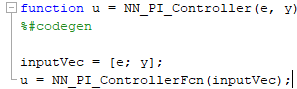 function u = NN_PI_Controller(e, y)
%#codegen
inputVec = [e; y];
u = NN_PI_ControllerFcn(inputVec);